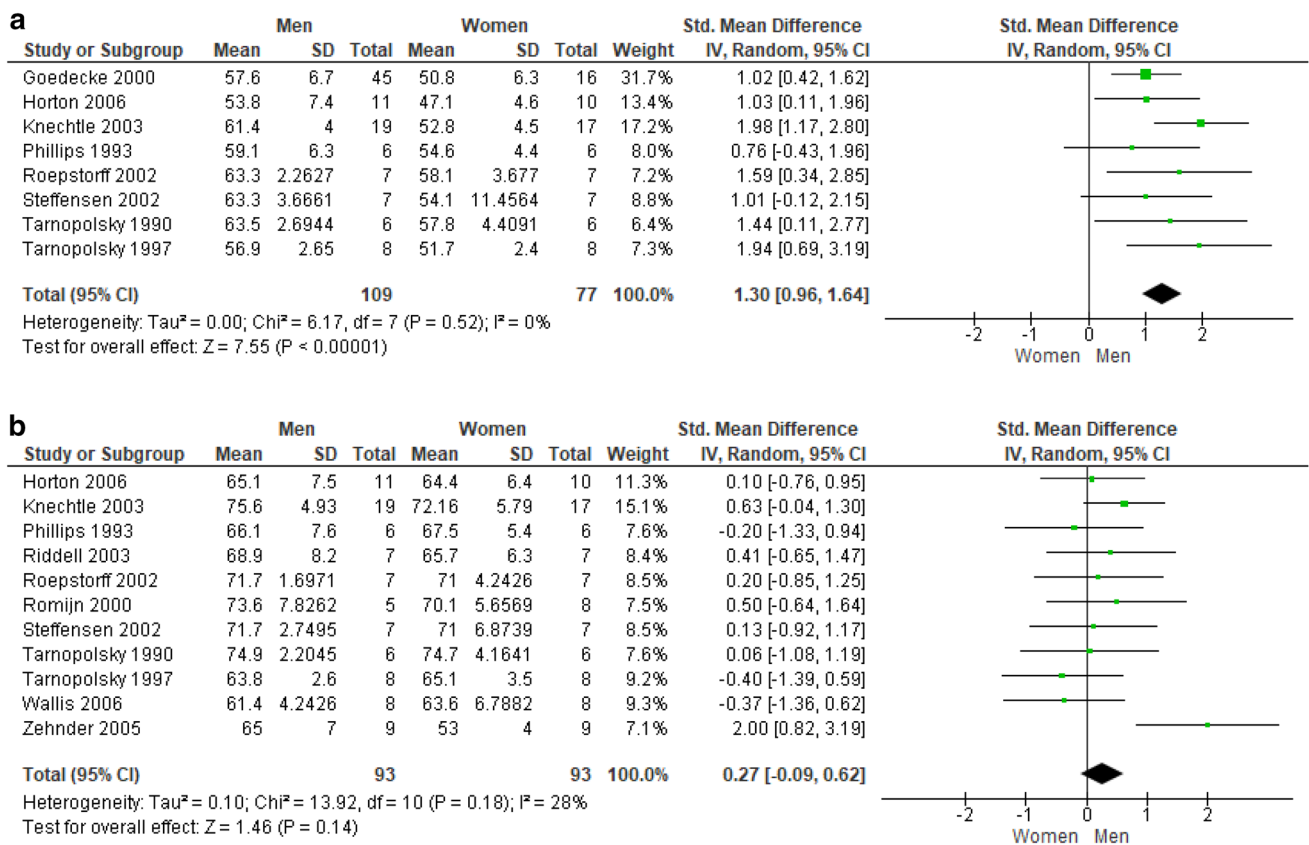 a
Men Women Std. Mean Difference Std. Mean Difference
Study or Subgroup Mean SD Total Mean SD Total Weight IV, Random, 95% CI IV, Random, 95% CI
Goedecke 2000 57.6 6.7 45 50.8 6.3 16 31.7% 1.02 [0.42, 1.62]
Horton 2006 53.8 7.4 11 47.1 4.6 10 13.4% 1.03 [0.11, 1.96]
Knechtle 2003 61.4 4 19 52.8 4.5 17 17.2% 1.98 [1.17, 2.80]
Phillips 1993 59.1 6.3 6 54.6 4.4 6 8.0% 0.76 [-0.43, 1.96]
Roepstorff 2002 63.3 2.2627 7 58.1 3.677 7 7.2% 1.59 [0.34, 2.85]
Steffensen 2002 63.3 3.6661 7 54.1 11.4564 7 8.8% 1.01 [-0.12, 2.15]
Tarnopolsky 1990 63.5 2.6944 6 57.8 4.4091 6 6.4% 1.44 [0.11, 2.77]
Tarnopolsky 1997 56.9 2.65 8 51.7 2.4 8 7.3% 1.94 [0.69, 3.19]
Total (95% CI) 109 77 100.0% 1.30 [0.96, 1.64]
Heterogeneity: Tau² = 0.00; Chi² = 6.17, df = 7 (P = 0.52); I² = 0%
Test for overall effect: Z = 7.55 (P < 0.00001)
-2 -1 0 1 2
Women Men
b
Men Women Std. Mean Difference Std. Mean Difference
Study or Subgroup Mean SD Total Mean SD Total Weight IV, Random, 95% CI IV, Random, 95% CI
Horton 2006 65.1 7.5 11 64.4 6.4 10 11.3% 0.10 [-0.76, 0.95]
Knechtle 2003 75.6 4.93 19 72.16 5.79 17 15.1% 0.63 [-0.04, 1.30]
Phillips 1993 66.1 7.6 6 67.5 5.4 6 7.6% -0.20 [-1.33, 0.94]
Riddell 2003 68.9 8.2 7 65.7 6.3 7 8.4% 0.41 [-0.65, 1.47]
Roepstorff 2002 71.7 1.6971 7 71 4.2426 7 8.5% 0.20 [-0.85, 1.25]
Romijn 2000 73.6 7.8262 5 70.1 5.6569 8 7.5% 0.50 [-0.64, 1.64]
Steffensen 2002 71.7 2.7495 7 71 6.8739 7 8.5% 0.13 [-0.92, 1.17]
Tarnopolsky 1990 74.9 2.2045 6 74.7 4.1641 6 7.6% 0.06 [-1.08, 1.19]
Tarnopolsky 1997 63.8 2.6 8 65.1 3.5 8 9.2% -0.40 [-1.39, 0.59]
Wallis 2006 61.4 4.2426 8 63.6 6.7882 8 9.3% -0.37 [-1.36, 0.62]
Zehnder 2005 65 7 9 53 4 9 7.1% 2.00 [0.82, 3.19]
Total (95% CI) 93 93 100.0% 0.27 [-0.09, 0.62]
Heterogeneity: Tau² = 0.10; Chi² = 13.92, df = 10 (P = 0.18); I² = 28%
Test for overall effect: Z = 1.46 (P = 0.14)
-2 -1 0 1 2
Women Men